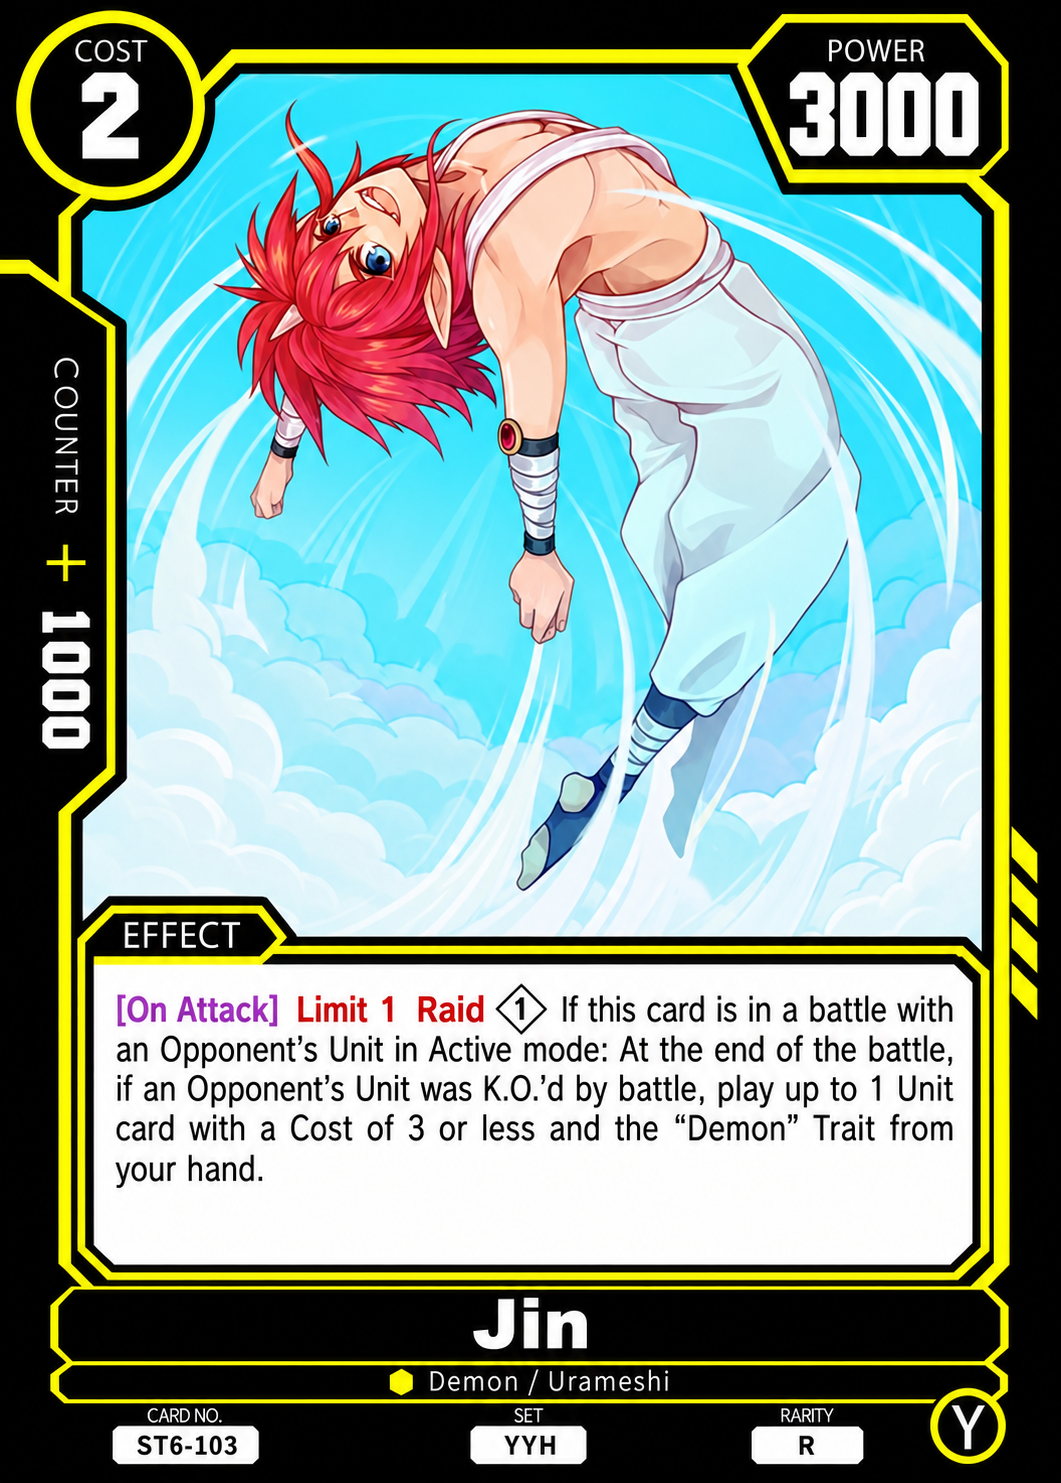 COST
2
POWER
3000
COUNTER + 1000
EFFECT
[On Attack] Limit 1 Raid 1 If this card is in a battle with
an Opponent’s Unit in Active mode: At the end of the battle,
if an Opponent’s Unit was K.O.’d by battle, play up to 1 Unit
card with a Cost of 3 or less and the “Demon” Trait from
your hand.
Jin
Demon / Urameshi
CARD NO.
ST6-103
SET
YYH
RARITY
R
Y